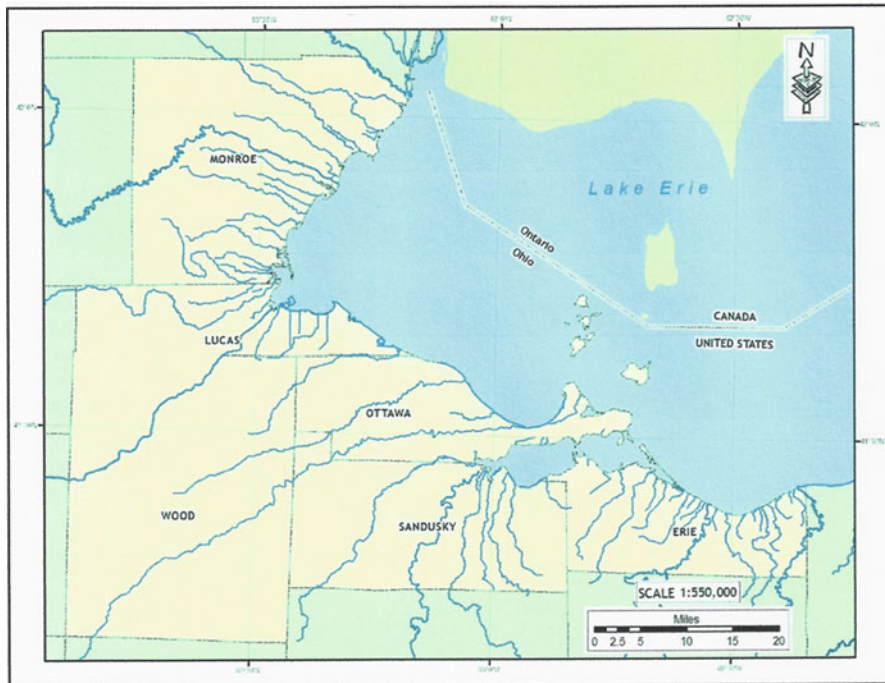 N
MONROE
Lake Erie
Ontario
Ohio
CANADA
UNITED STATES
LUCAS
OTTAWA
WOOD
SANDUSKY
ERIE
SCALE 1:550,000
Miles
0 2.5 5 10 15 20